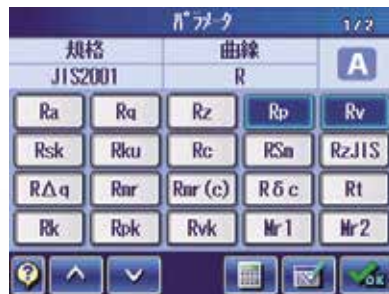 パラメータ 1/2
規格 曲線 A
JIS2001 R
Ra Rq Rz Rp Rv
Rsk Rku Rc RSm RzJIS
RΔq Rmr Rmr(c) Rδc Rt
Rk Rpk Rvk Mr1 Mr2
? OK